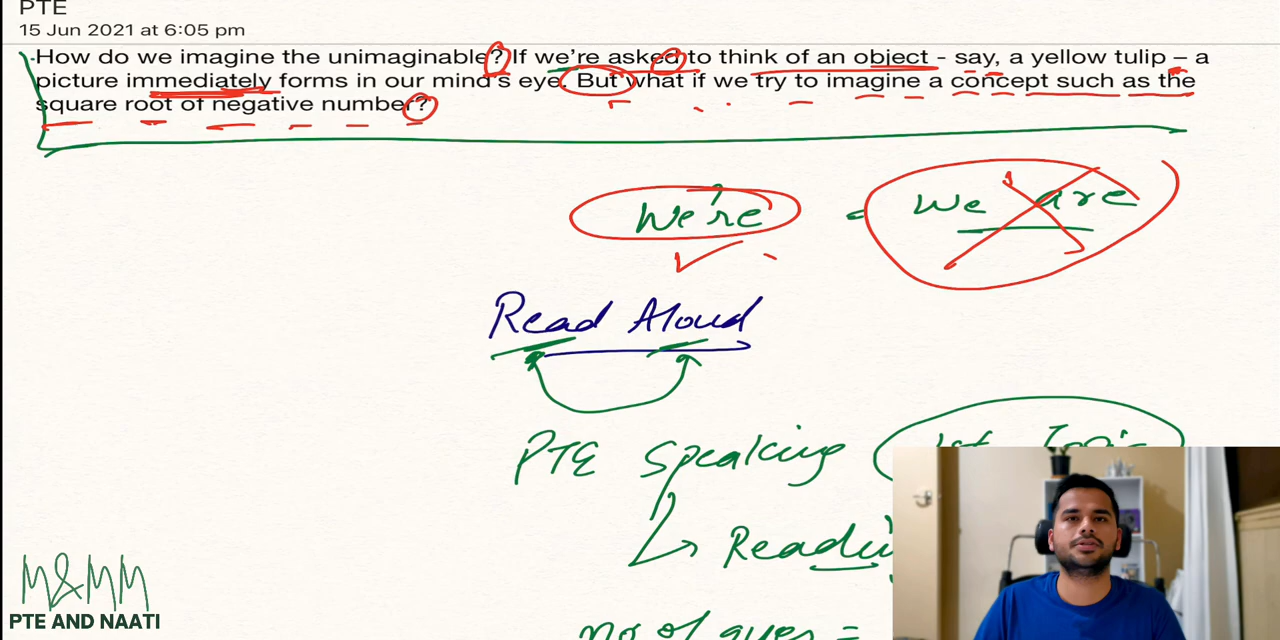 PTE
15 Jun 2021 at 6:05 pm
How do we imagine the unimaginable? If we're asked to think of an object - say, a yellow tulip – a
picture immediately forms in our mind's eye. But what if we try to imagine a concept such as the
square root of negative number?
We're = We are
Read Aloud
PTE Speaking 1st Topic
Readi
no of ques =
M&MM
PTE AND NAATI